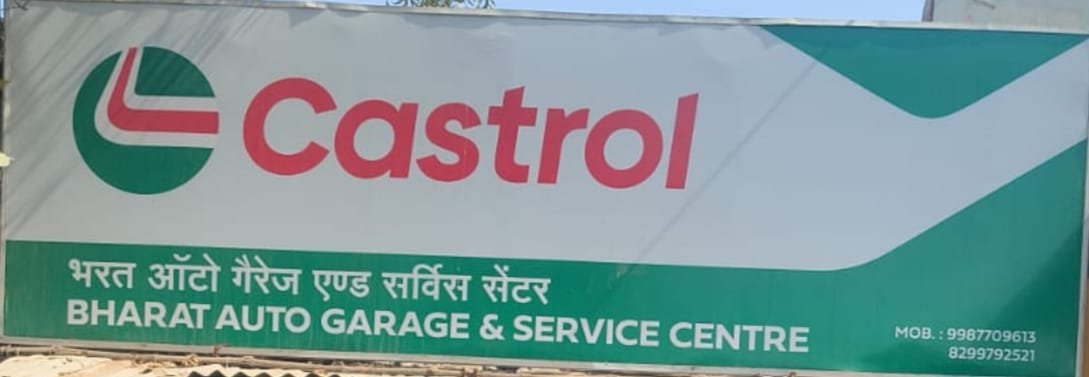 Castrol
भरत ऑटो गैरेज एण्ड सर्विस सेंटर
BHARAT AUTO GARAGE & SERVICE CENTRE
MOB. : 9987709613
8299792521